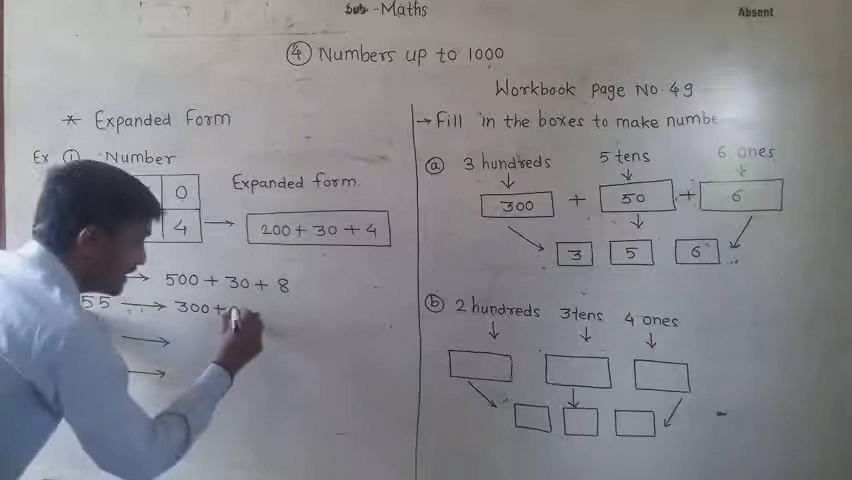 Sub. - Maths
Absent
④ Numbers up to 1000
* Expanded Form
Ex ① Number
0
Expanded form.
4 → 200 + 30 + 4
→ 500 + 30 + 8
55 → 300 +
→
→
Workbook Page No. 49
→ Fill in the boxes to make numbe
ⓐ 3 hundreds 5 tens 6 ones
300 + 50 + 6
3 5 6
ⓑ 2 hundreds 3 tens 4 ones